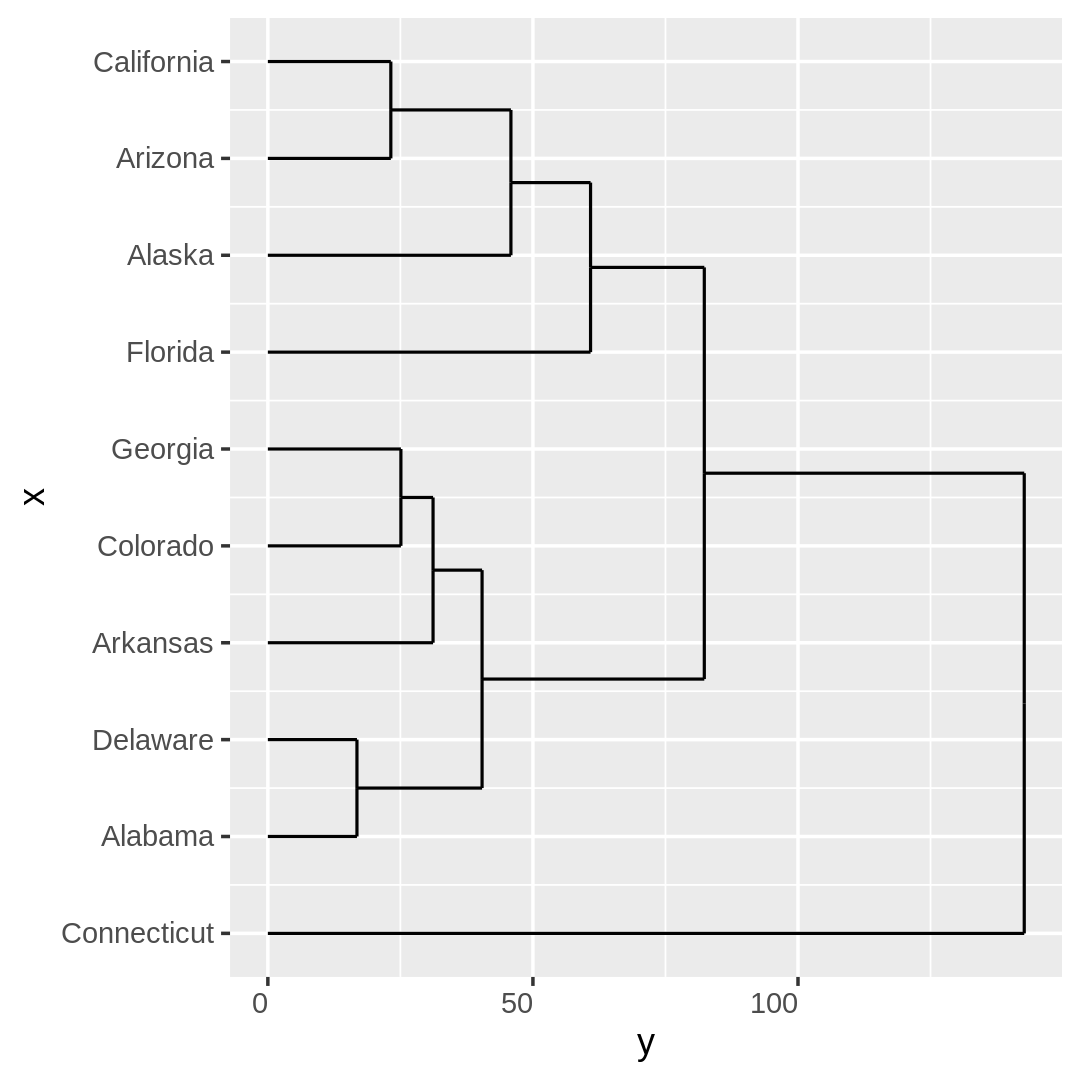 California
Arizona
Alaska
Florida
Georgia
Colorado
Arkansas
Delaware
Alabama
Connecticut
x
0 50 100
y